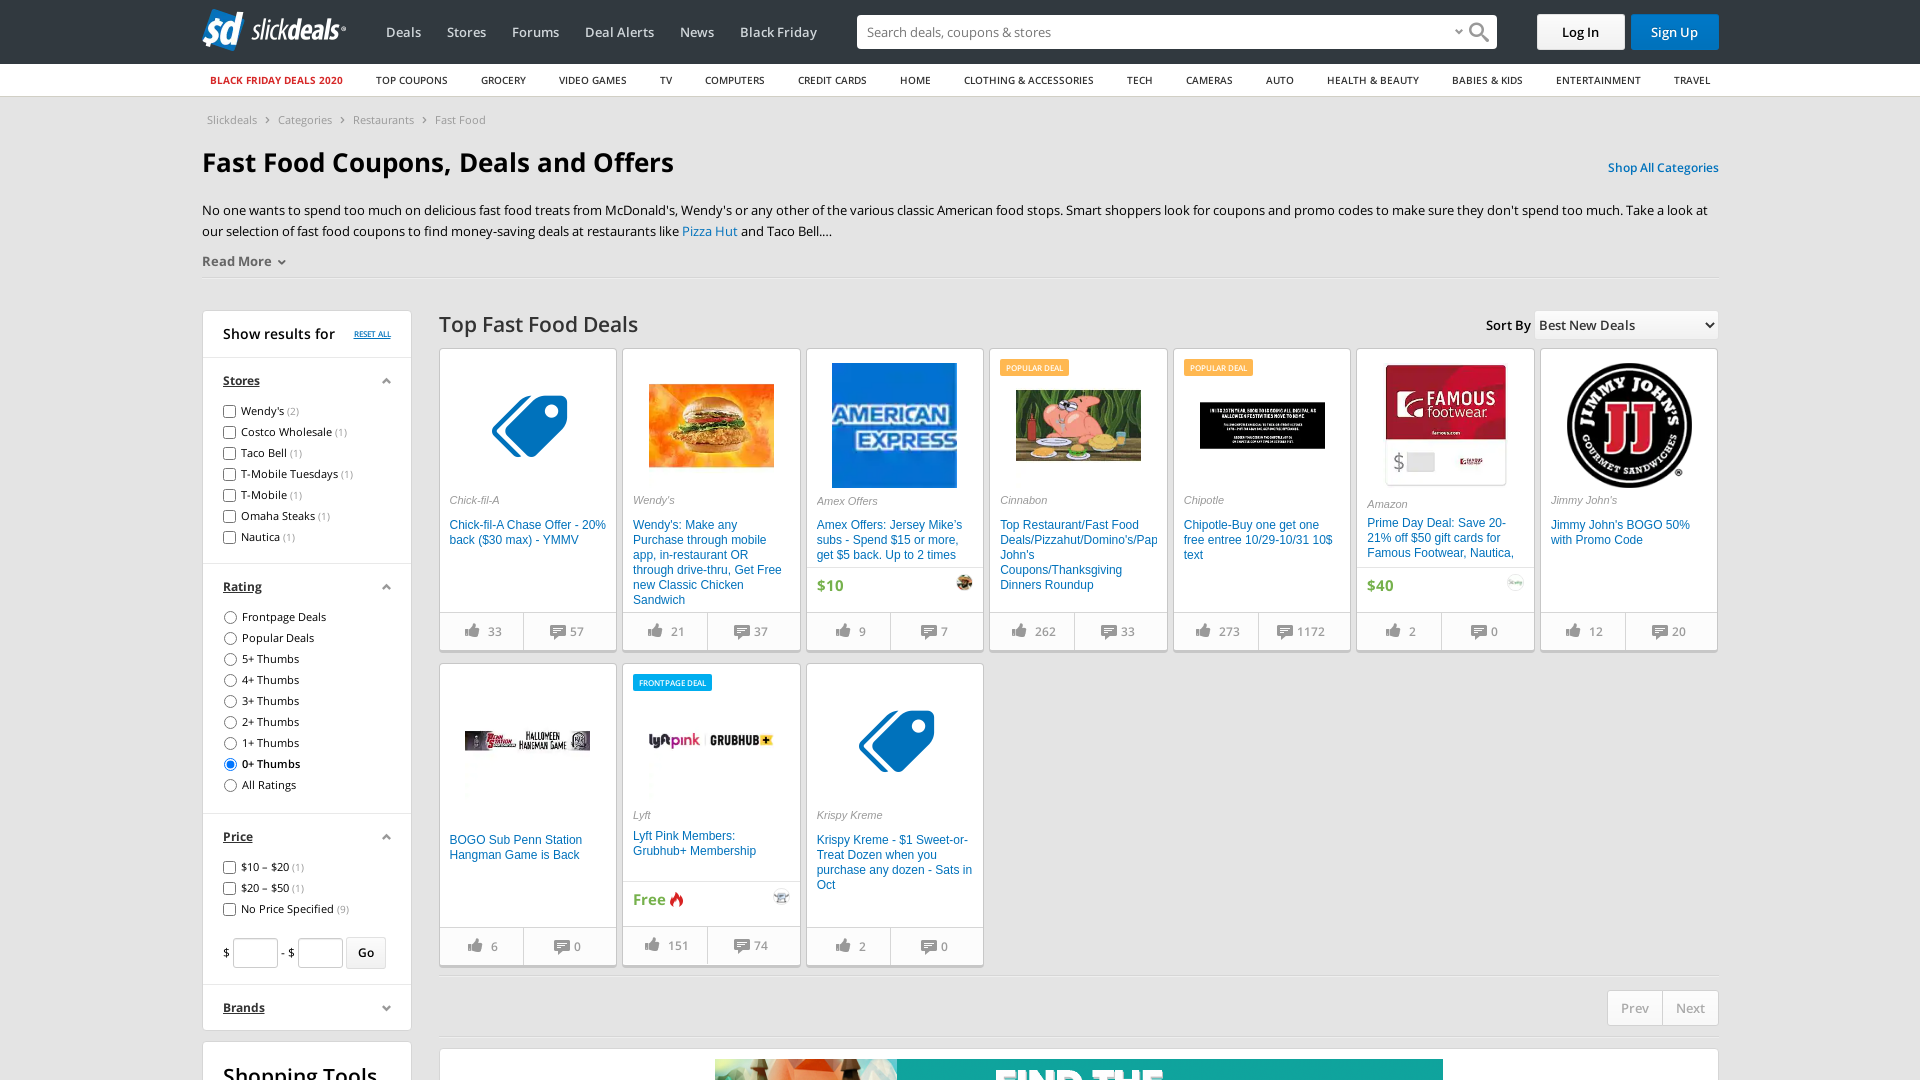 sd slickdeals
Deals
Stores
Forums
Deal Alerts
News
Black Friday
Search deals, coupons & stores
Log In
Sign Up
BLACK FRIDAY DEALS 2020
TOP COUPONS
GROCERY
VIDEO GAMES
TV
COMPUTERS
CREDIT CARDS
HOME
CLOTHING & ACCESSORIES
TECH
CAMERAS
AUTO
HEALTH & BEAUTY
BABIES & KIDS
ENTERTAINMENT
TRAVEL
Slickdeals > Categories > Restaurants > Fast Food
Fast Food Coupons, Deals and Offers
Shop All Categories
No one wants to spend too much on delicious fast food treats from McDonald's, Wendy's or any other of the various classic American food stops. Smart shoppers look for coupons and promo codes to make sure they don't spend too much. Take a look at
our selection of fast food coupons to find money-saving deals at restaurants like Pizza Hut and Taco Bell....
Read More
Show results for
RESET ALL
Stores
Wendy's (2)
Costco Wholesale (1)
Taco Bell (1)
T-Mobile Tuesdays (1)
T-Mobile (1)
Omaha Steaks (1)
Nautica (1)
Rating
Frontpage Deals
Popular Deals
5+ Thumbs
4+ Thumbs
3+ Thumbs
2+ Thumbs
1+ Thumbs
0+ Thumbs
All Ratings
Price
$10 – $20 (1)
$20 – $50 (1)
No Price Specified (9)
$ - $ Go
Brands
Shopping Tools
Top Fast Food Deals
Sort By Best New Deals
Chick-fil-A
Chick-fil-A Chase Offer - 20%
back ($30 max) - YMMV
33
57
Wendy's
Wendy's: Make any
Purchase through mobile
app, in-restaurant OR
through drive-thru, Get Free
new Classic Chicken
Sandwich
21
37
AMERICAN
EXPRESS
Amex Offers
Amex Offers: Jersey Mike's
subs - Spend $15 or more,
get $5 back. Up to 2 times
$10
9
7
POPULAR DEAL
Cinnabon
Top Restaurant/Fast Food
Deals/Pizzahut/Domino's/Pap
John's
Coupons/Thanksgiving
Dinners Roundup
262
33
POPULAR DEAL
Chipotle
Chipotle-Buy one get one
free entree 10/29-10/31 10$
text
273
1172
FAMOUS
footwear.
famous.com
$
Amazon
Prime Day Deal: Save 20-
21% off $50 gift cards for
Famous Footwear, Nautica,
$40
2
0
JIMMY JOHN'S
JJ
GOURMET SANDWICHES
®
Jimmy John's
Jimmy John's BOGO 50%
with Promo Code
12
20
HALLOWEEN
HANGMAN GAME
BOGO Sub Penn Station
Hangman Game is Back
6
0
FRONTPAGE DEAL
lyft pink | GRUBHUB+
Lyft
Lyft Pink Members:
Grubhub+ Membership
Free
151
74
Krispy Kreme
Krispy Kreme - $1 Sweet-or-
Treat Dozen when you
purchase any dozen - Sats in
Oct
2
0
Prev
Next
FIND THE